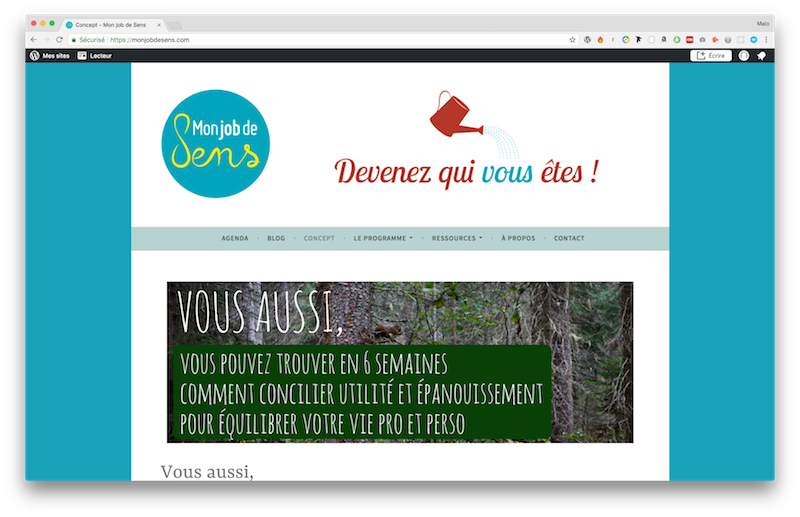 Concept - Mon job de Sens
Malo
Sécurisé
https://monjobdesens.com
Mes sites
Lecteur
Écrire
Mon job de
Sens
Devenez qui vous êtes !
AGENDA
BLOG
CONCEPT
LE PROGRAMME
RESSOURCES
À PROPOS
CONTACT
VOUS AUSSI,
VOUS POUVEZ TROUVER EN 6 SEMAINES
COMMENT CONCILIER UTILITÉ ET ÉPANOUISSEMENT
POUR ÉQUILIBRER VOTRE VIE PRO ET PERSO
Vous aussi,